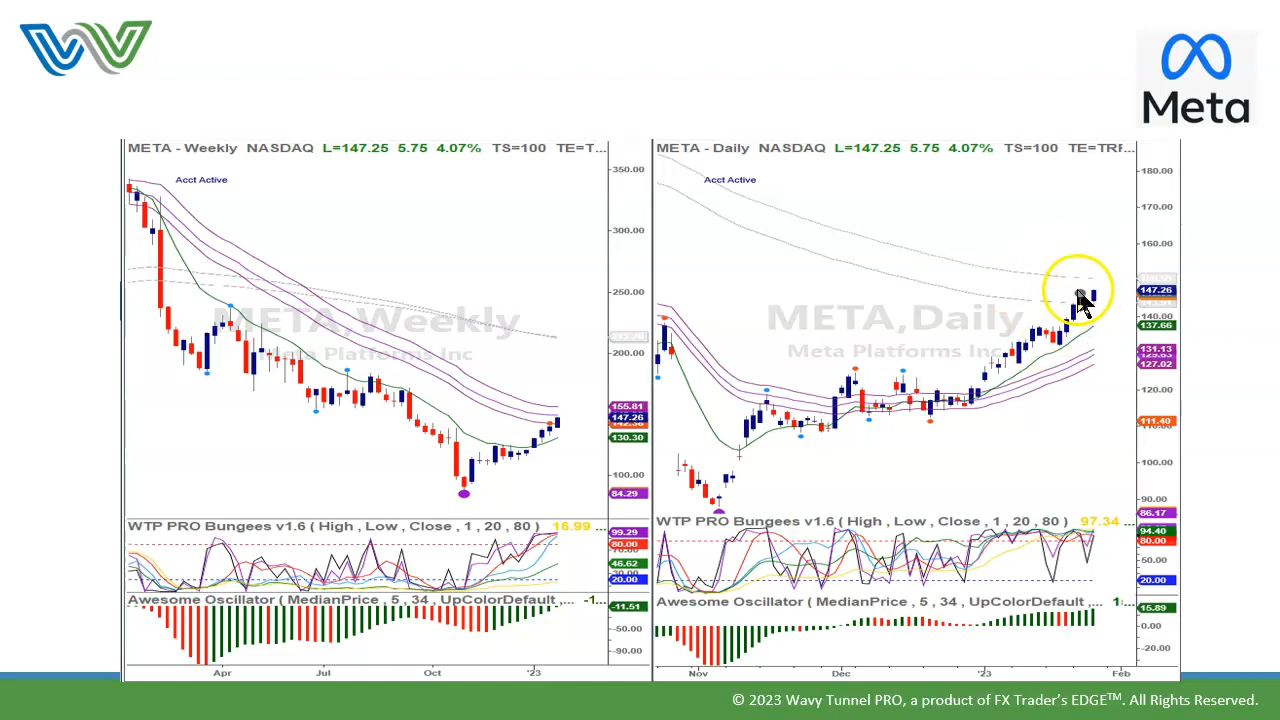 Meta
META - Weekly NASDAQ L=147.25 5.75 4.07% TS=100 TE=T...
Acct Active
350.00
300.00
250.00
200.00
155.81
147.26
130.30
100.00
84.29
META,Weekly
Meta Platforms Inc
WTP PRO Bungees v1.6 ( High , Low , Close , 1 , 20 , 80 ) 16.99 ...
99.29
80.00
46.62
20.00
Awesome Oscillator ( MedianPrice , 5 , 34 , UpColorDefault ,... -1
-11.51
-50.00
-90.00
Apr Jul Oct '23
META - Daily NASDAQ L=147.25 5.75 4.07% TS=100 TE=TRF...
Acct Active
180.00
170.00
160.00
147.26
140.00
137.66
131.13
127.02
120.00
111.40
100.00
90.00
86.17
META,Daily
Meta Platforms Inc
WTP PRO Bungees v1.6 ( High , Low , Close , 1 , 20 , 80 ) 97.34 ...
94.40
80.00
50.00
20.00
Awesome Oscillator ( MedianPrice , 5 , 34 , UpColorDefault ,...
15.89
0.00
-20.00
Nov Dec '23 Feb
© 2023 Wavy Tunnel PRO, a product of FX Trader's EDGE™. All Rights Reserved.